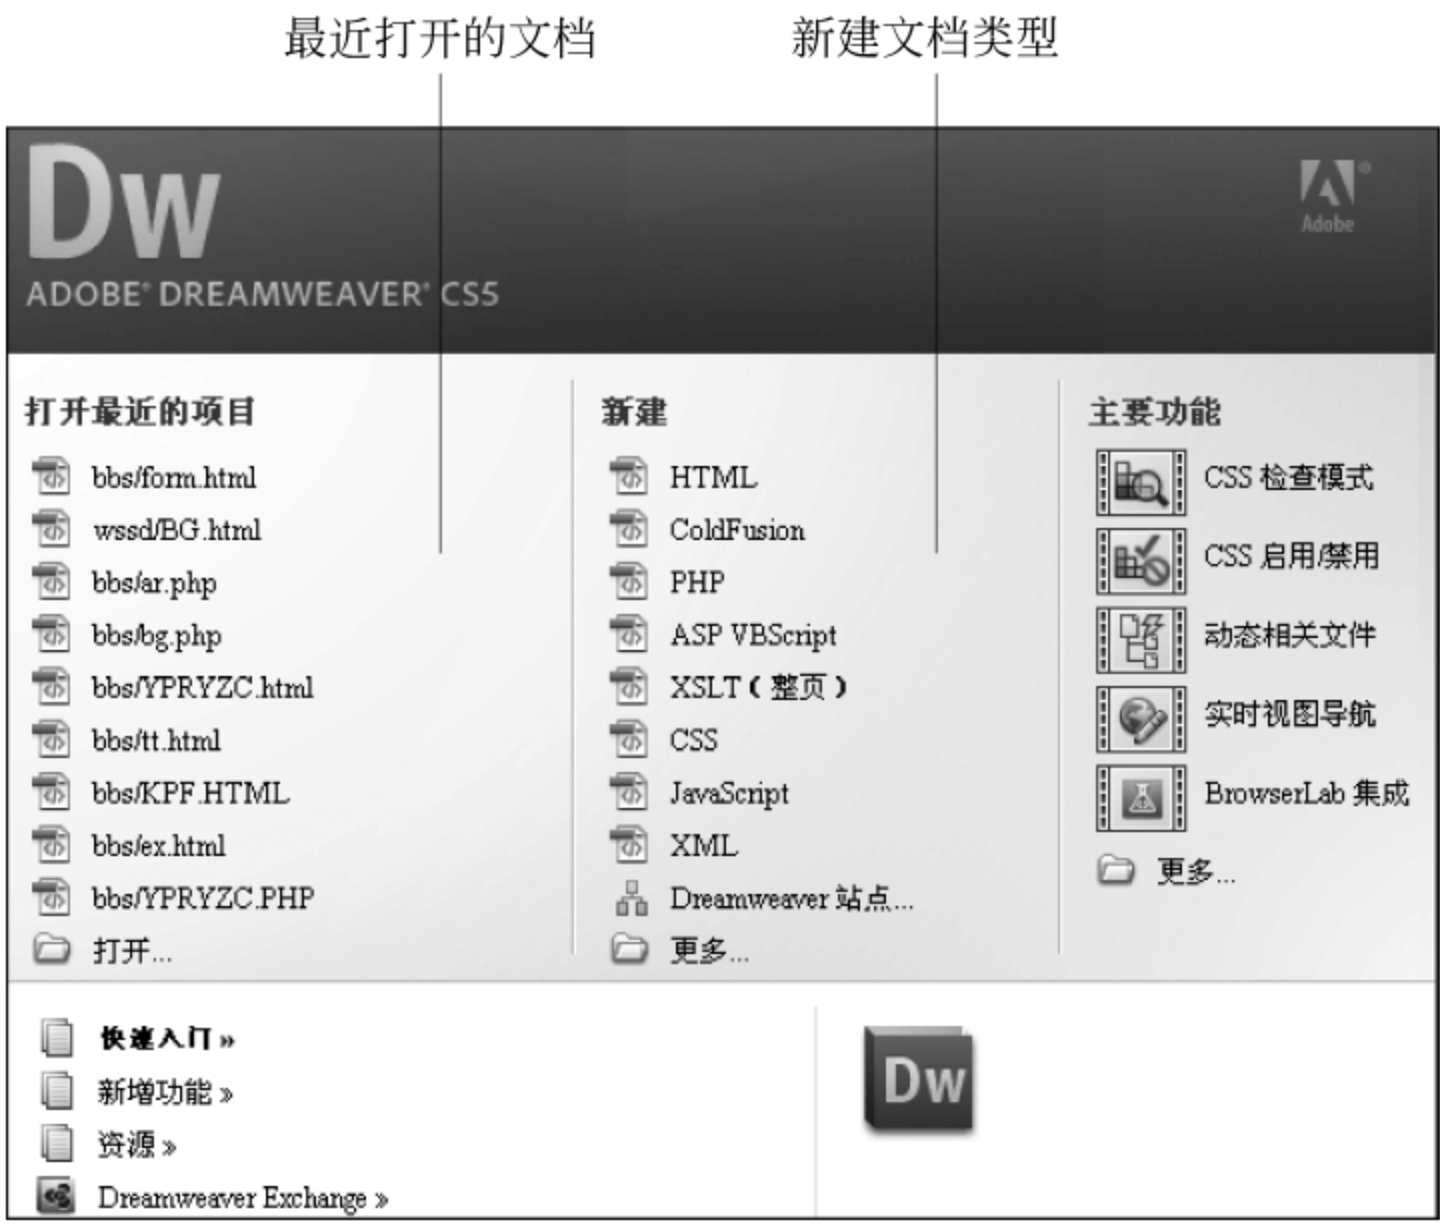 最近打开的文档
新建文档类型
Dw
Adobe
ADOBE® DREAMWEAVER® CS5
打开最近的项目
bbs/form.html
wssd/BG.html
bbs/ar.php
bbs/bg.php
bbs/YPRYZC.html
bbs/tt.html
bbs/KPF.HTML
bbs/ex.html
bbs/YPRYZC.PHP
打开...
新建
HTML
ColdFusion
PHP
ASP VBScript
XSLT（整页）
CSS
JavaScript
XML
Dreamweaver 站点...
更多...
主要功能
CSS 检查模式
CSS 启用/禁用
动态相关文件
实时视图导航
BrowserLab 集成
更多...
快速入门 »
新增功能 »
资源 »
Dreamweaver Exchange »
Dw